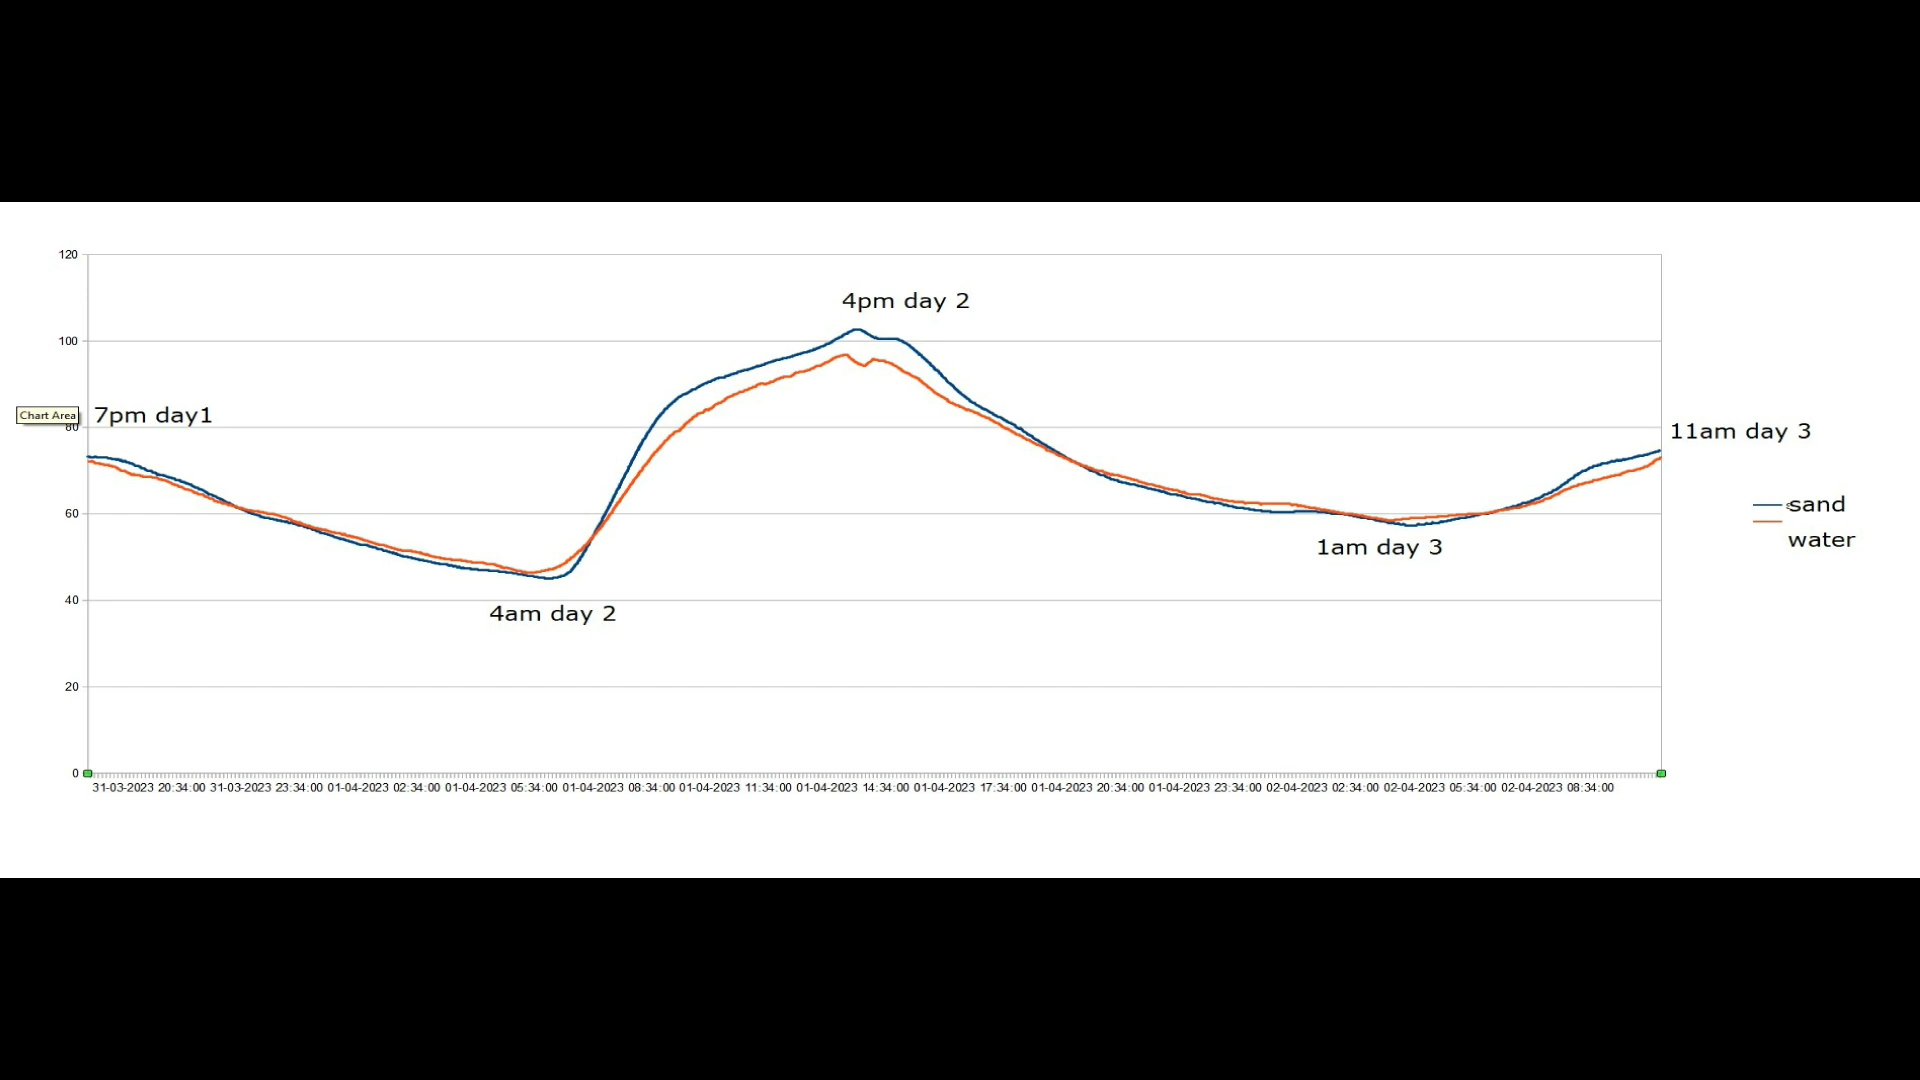 120
4pm day 2
100
Chart Area
7pm day1
80
11am day 3
60
sand
water
1am day 3
40
4am day 2
20
0
31-03-2023 20:34:00 31-03-2023 23:34:00 01-04-2023 02:34:00 01-04-2023 05:34:00 01-04-2023 08:34:00 01-04-2023 11:34:00 01-04-2023 14:34:00 01-04-2023 17:34:00 01-04-2023 20:34:00 01-04-2023 23:34:00 02-04-2023 02:34:00 02-04-2023 05:34:00 02-04-2023 08:34:00